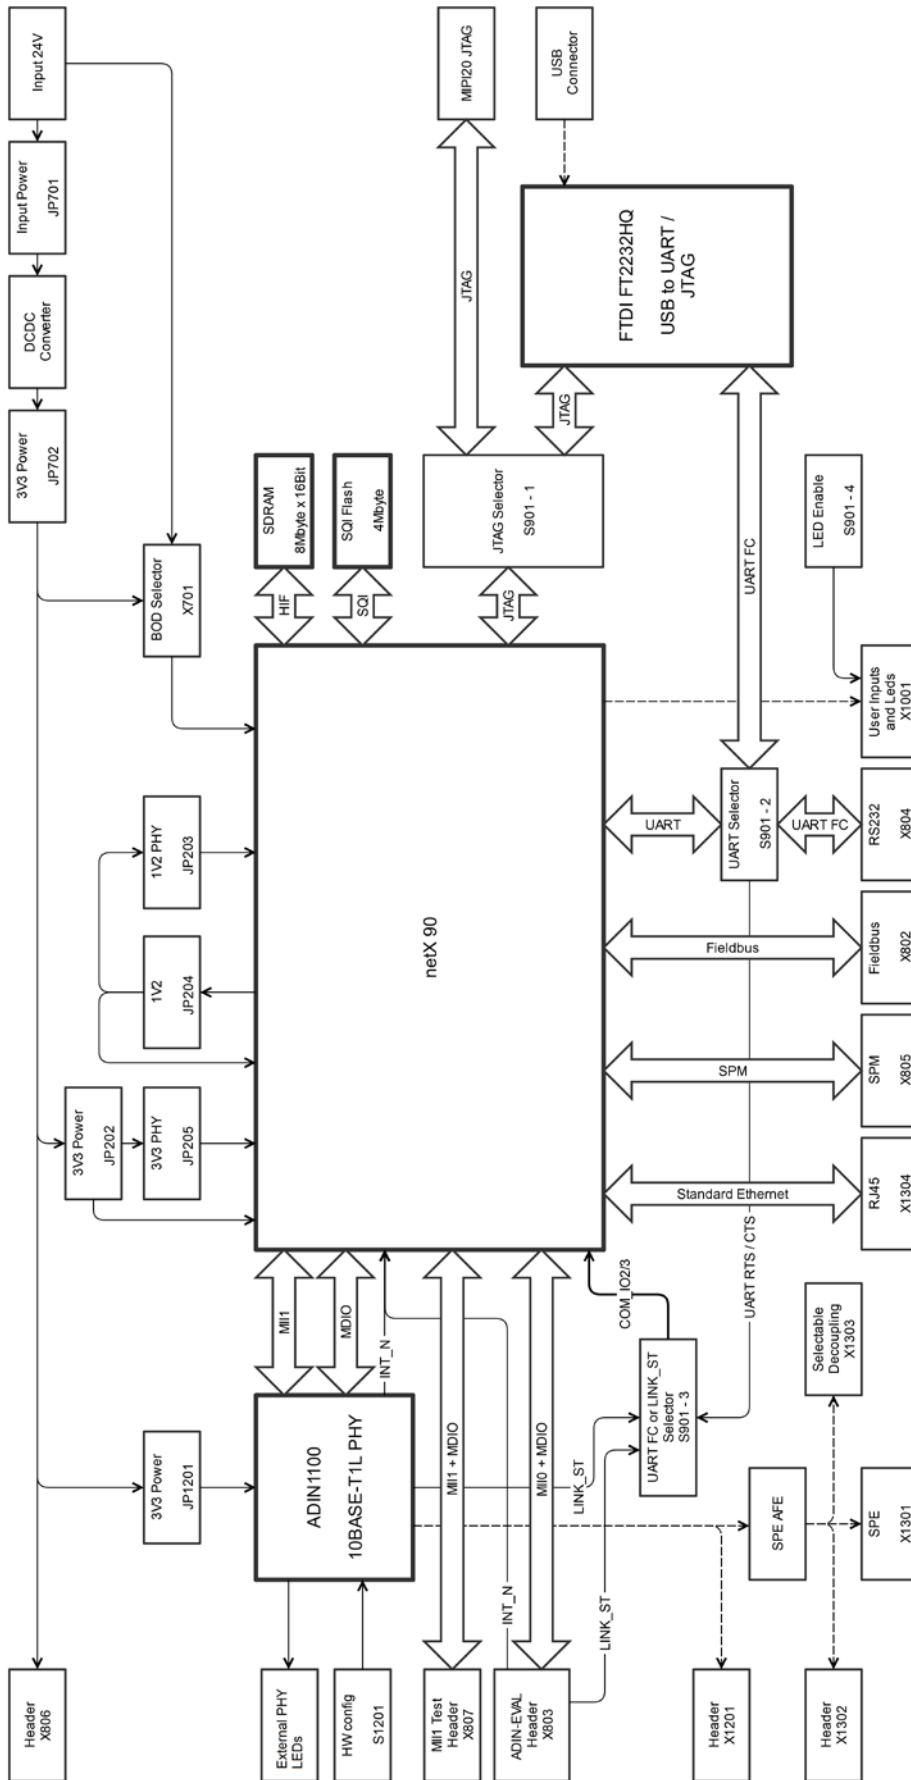 Input 24V
Input Power
JP701
DCDC
Converter
3V3 Power
JP702
BOD Selector
X701
MIPI20 JTAG
USB
Connector
JTAG
FTDI FT2232HQ
USB to UART /
JTAG
JTAG
JTAG Selector
S901 - 1
JTAG
SDRAM
8Mbyte x 16Bit
HIF
SQI Flash
4Mbyte
SQI
UART FC
LED Enable
S901 - 4
User Inputs
and Leds
X1001
1V2 PHY
JP203
1V2
JP204
3V3 Power
JP202
3V3 PHY
JP205
netX 90
UART
UART Selector
S901 - 2
UART FC
RS232
X804
Fieldbus
Fieldbus
X802
SPM
SPM
X805
Standard Ethernet
RJ45
X1304
MII1
MDIO
INT_N
MII1 + MDIO
MII0 + MDIO
COM_IO2/3
UART RTS / CTS
UART FC or LINK_ST
Selector
S901 - 3
Selectable
Decoupling
X1303
3V3 Power
JP1201
ADIN1100
10BASE-T1L PHY
LINK_ST
INT_N
LINK_ST
SPE AFE
SPE
X1301
Header
X806
External PHY
LEDs
HW config
S1201
MII1 Test
Header
X807
ADIN-EVAL
Header
X803
Header
X1201
Header
X1302